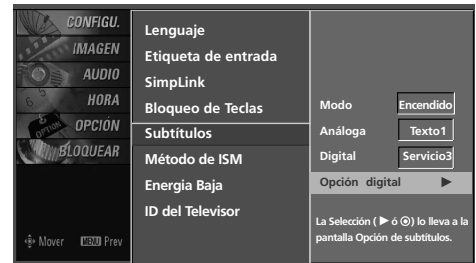 CONFIGU.
IMAGEN
AUDIO
HORA
OPCIÓN
BLOQUEAR
Mover MENU Prev
Lenguaje
Etiqueta de entrada
SimpLink
Bloqueo de Teclas
Subtítulos
Método de ISM
Energia Baja
ID del Televisor
Modo Encendido
Análoga Texto1
Digital Servicio3
Opción digital ►
La Selección ( ► ó ◉) lo lleva a la
pantalla Opción de subtítulos.